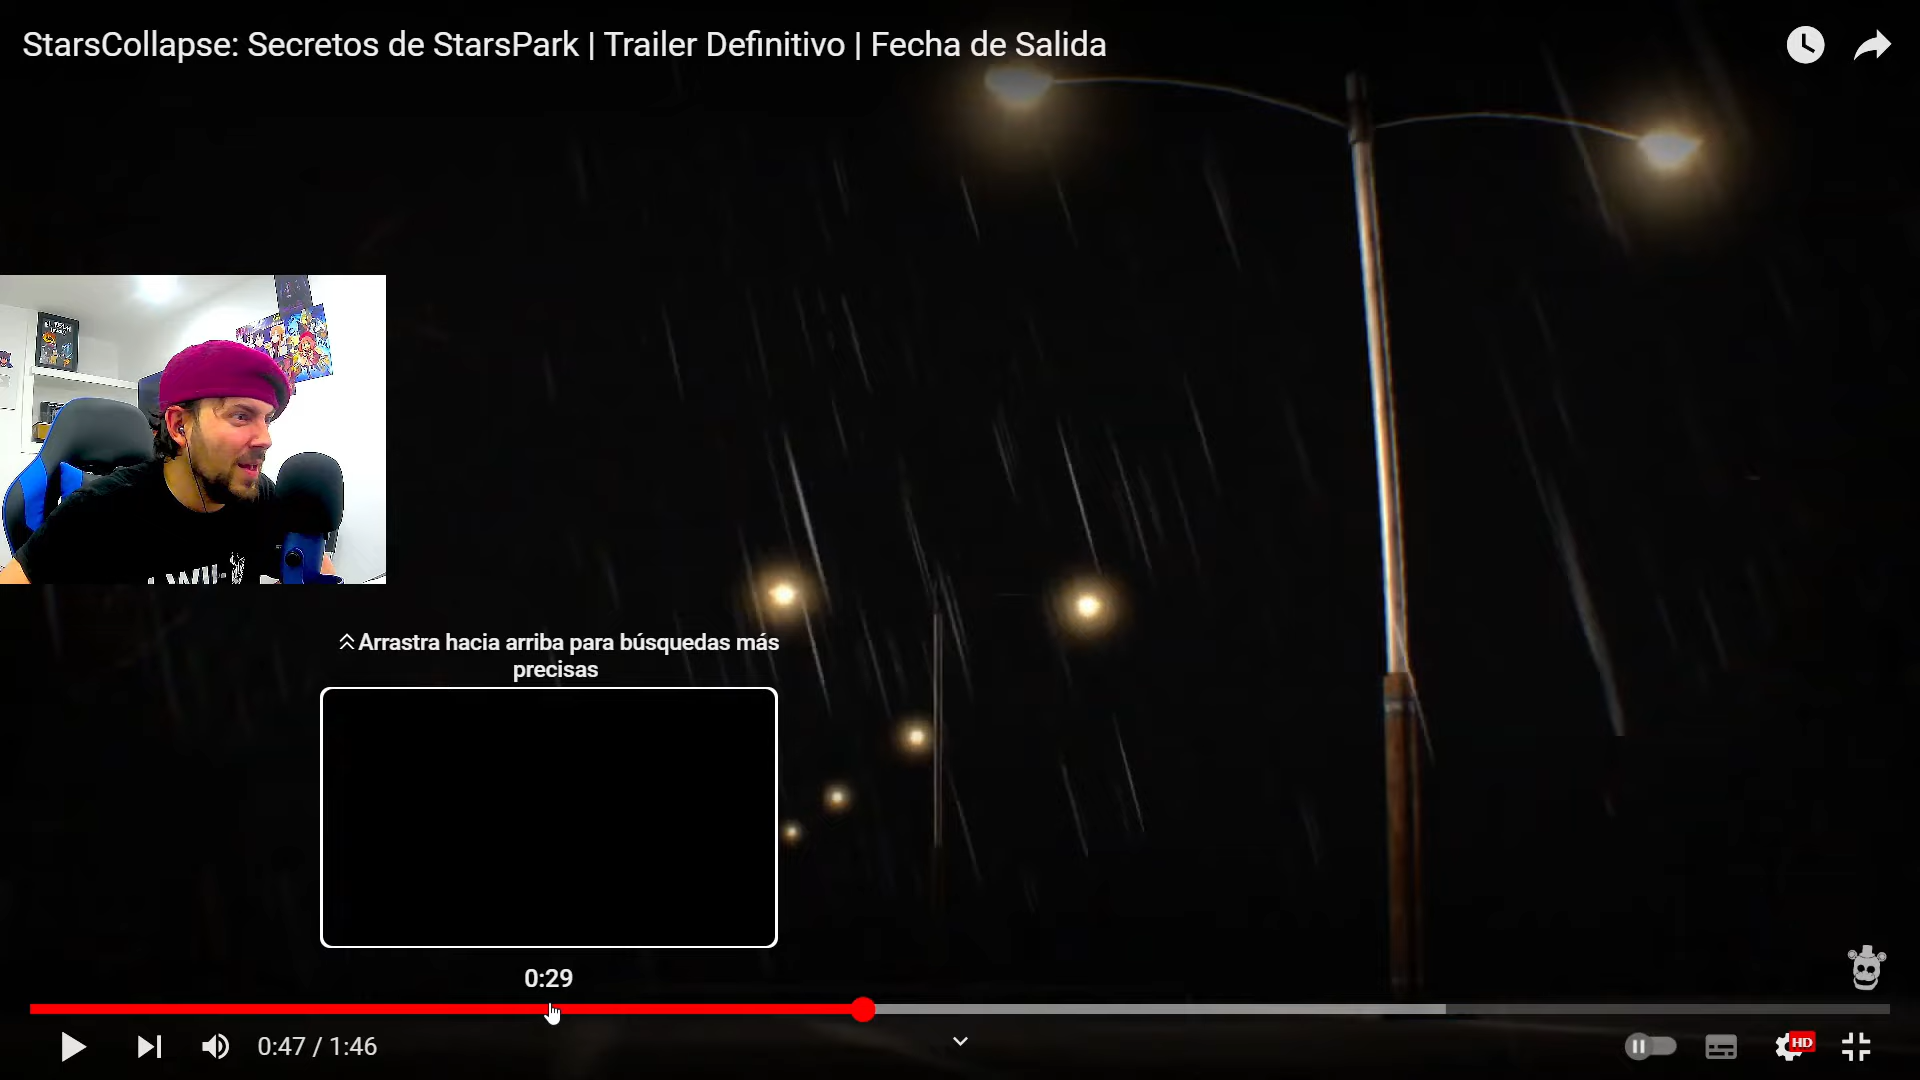 StarsCollapse: Secretos de StarsPark | Trailer Definitivo | Fecha de Salida
Arrastra hacia arriba para búsquedas más
precisas
0:29
0:47 / 1:46
HD